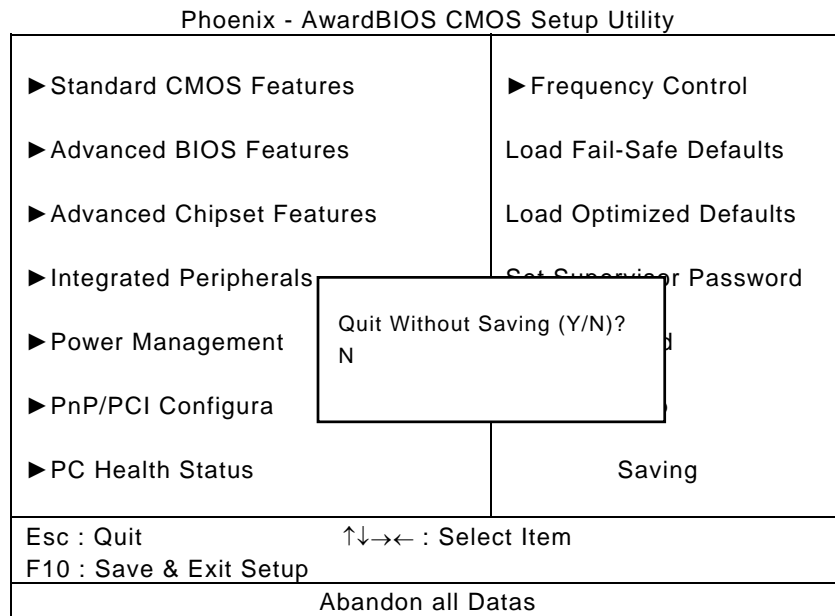 Phoenix - AwardBIOS CMOS Setup Utility
►Standard CMOS Features
►Advanced BIOS Features
►Advanced Chipset Features
►Integrated Peripherals
►Power Management
►PnP/PCI Configura
►PC Health Status
►Frequency Control
Load Fail-Safe Defaults
Load Optimized Defaults
Set Supervisor Password
Saving
Quit Without Saving (Y/N)?
N
Esc : Quit ↑↓→← : Select Item
F10 : Save & Exit Setup
Abandon all Datas